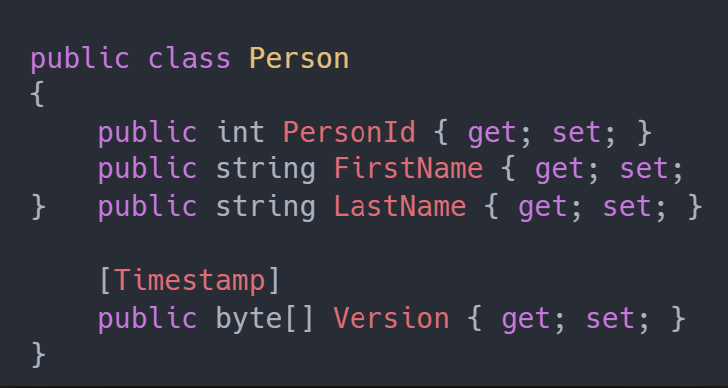 public class Person
{
    public int PersonId { get; set; }
    public string FirstName { get; set;
}   public string LastName { get; set; }

    [Timestamp]
    public byte[] Version { get; set; }
}